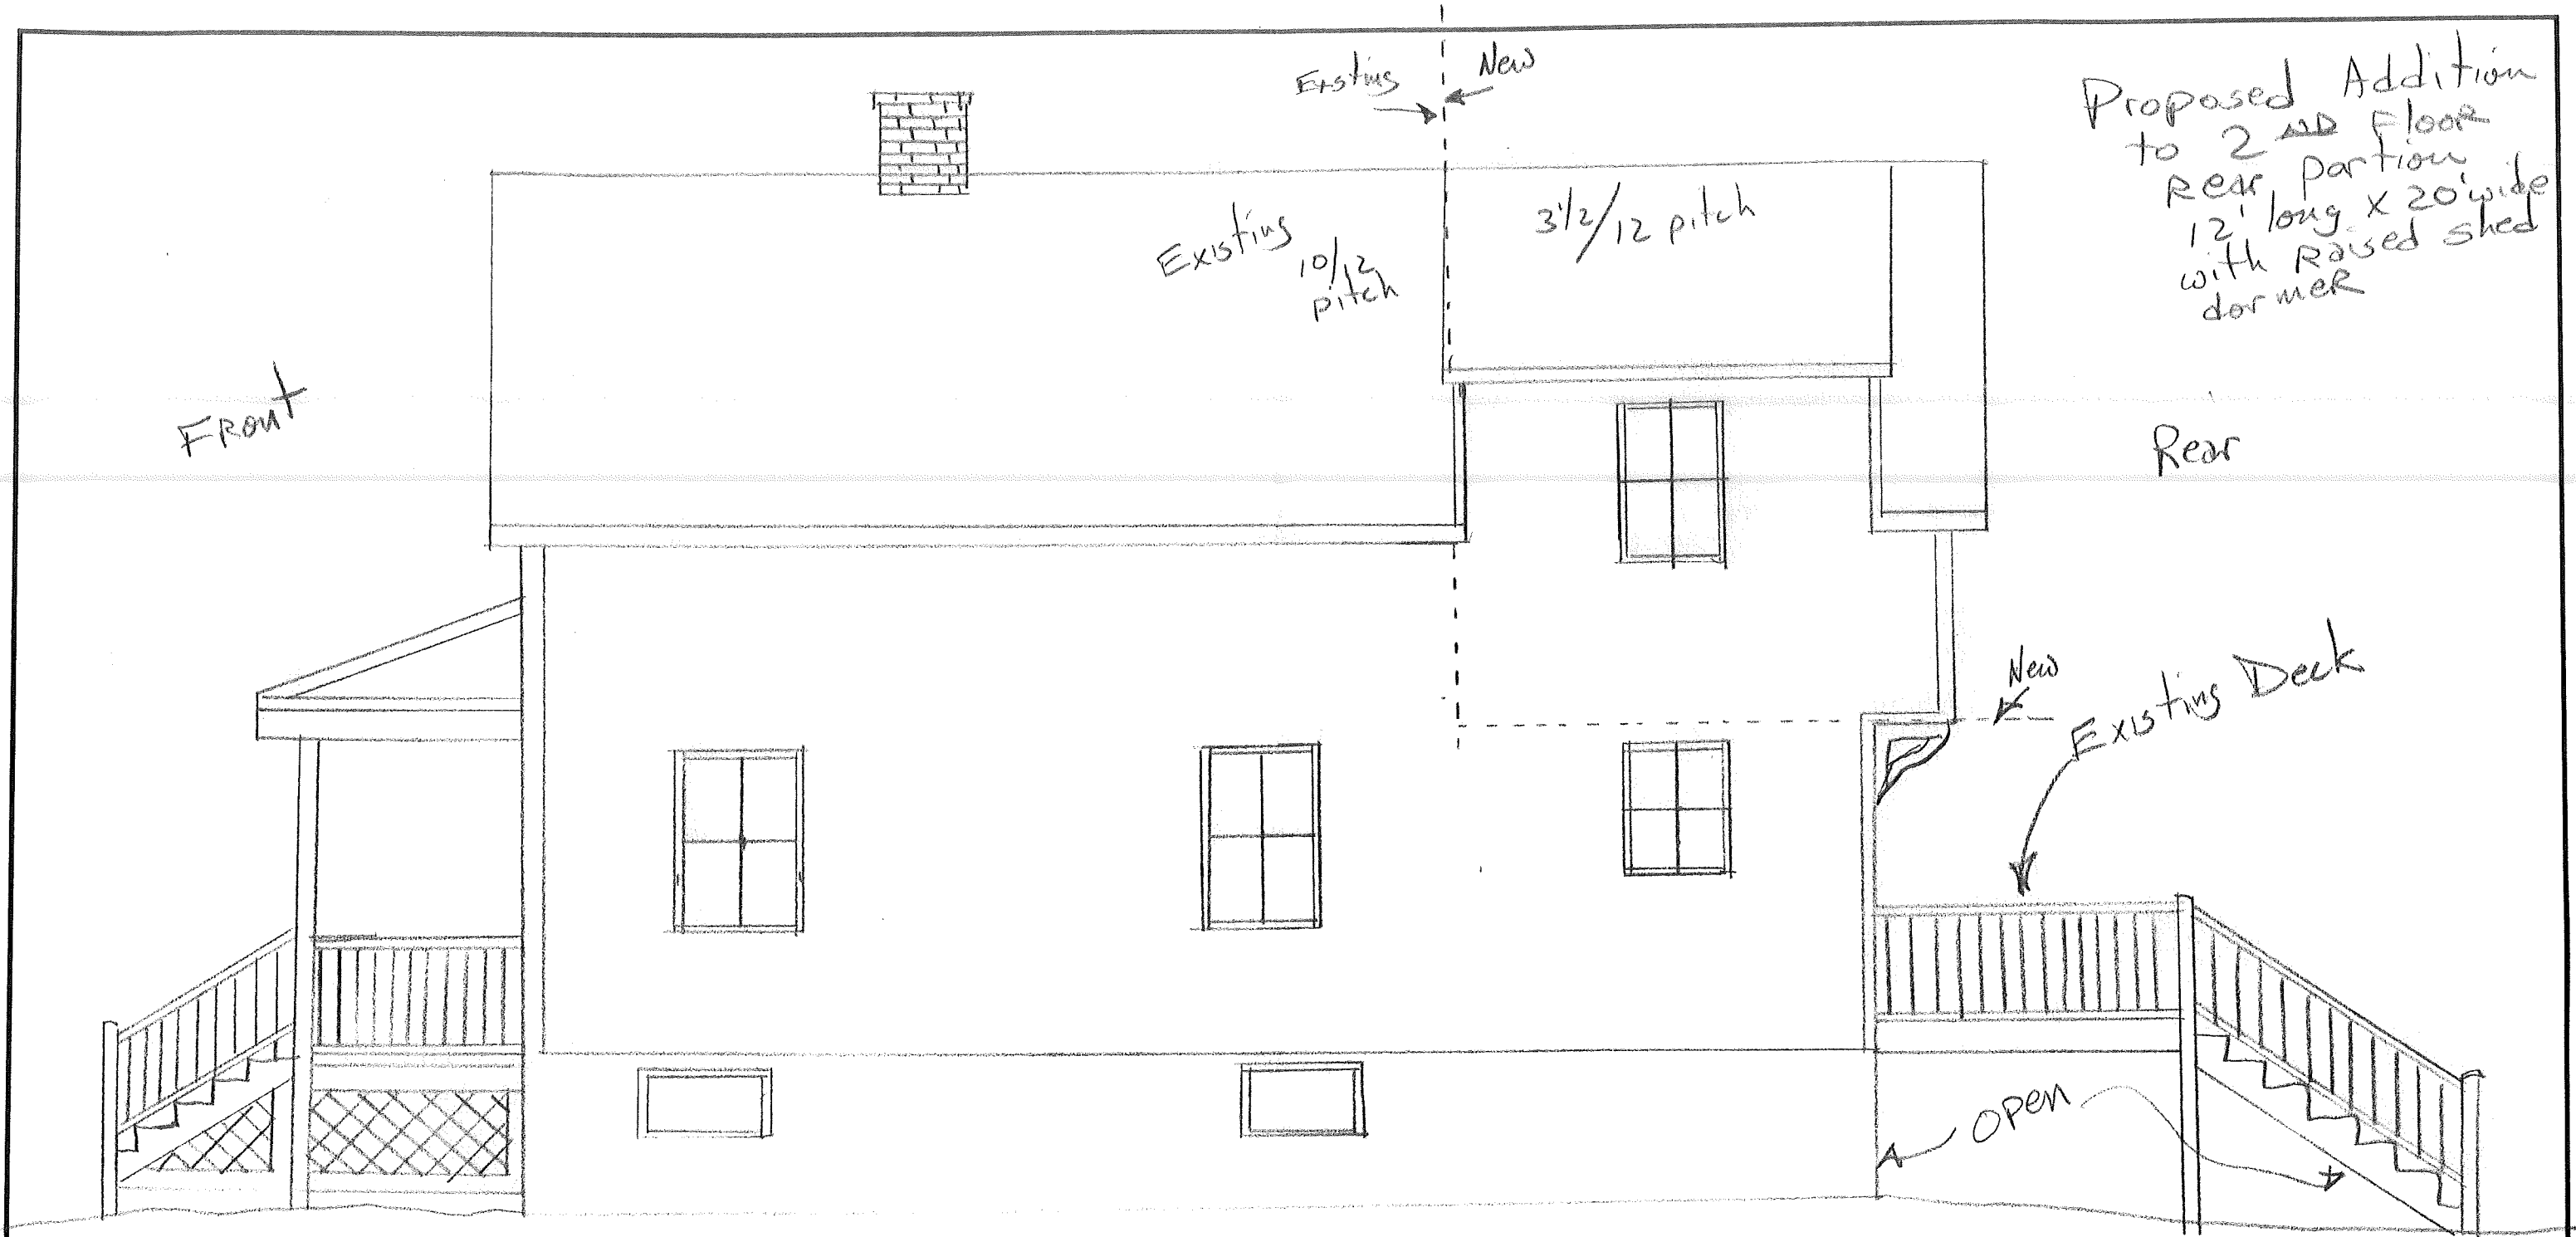 Existing
New
Proposed Addition
to 2ND Floor
Rear portion
12' long x 20' wide
with Raised shed
dormer
Existing
10/12
pitch
3 1/2/12 pitch
Front
Rear
New
Existing Deck
open